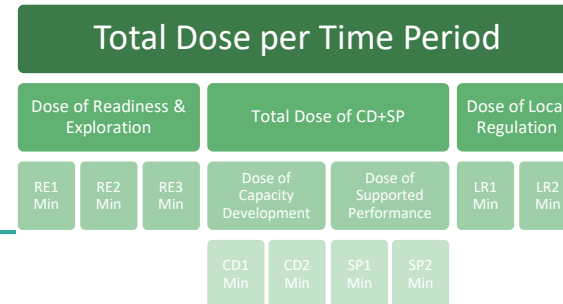 Total Dose per Time Period
Dose of Readiness &
Exploration
Total Dose of CD+SP
Dose of Loca
Regulation
RE1
Min
RE2
Min
RE3
Min
Dose of
Capacity
Development
Dose of
Supported
Performance
LR1
Min
LR2
Min
CD1
Min
CD2
Min
SP1
Min
SP2
Min